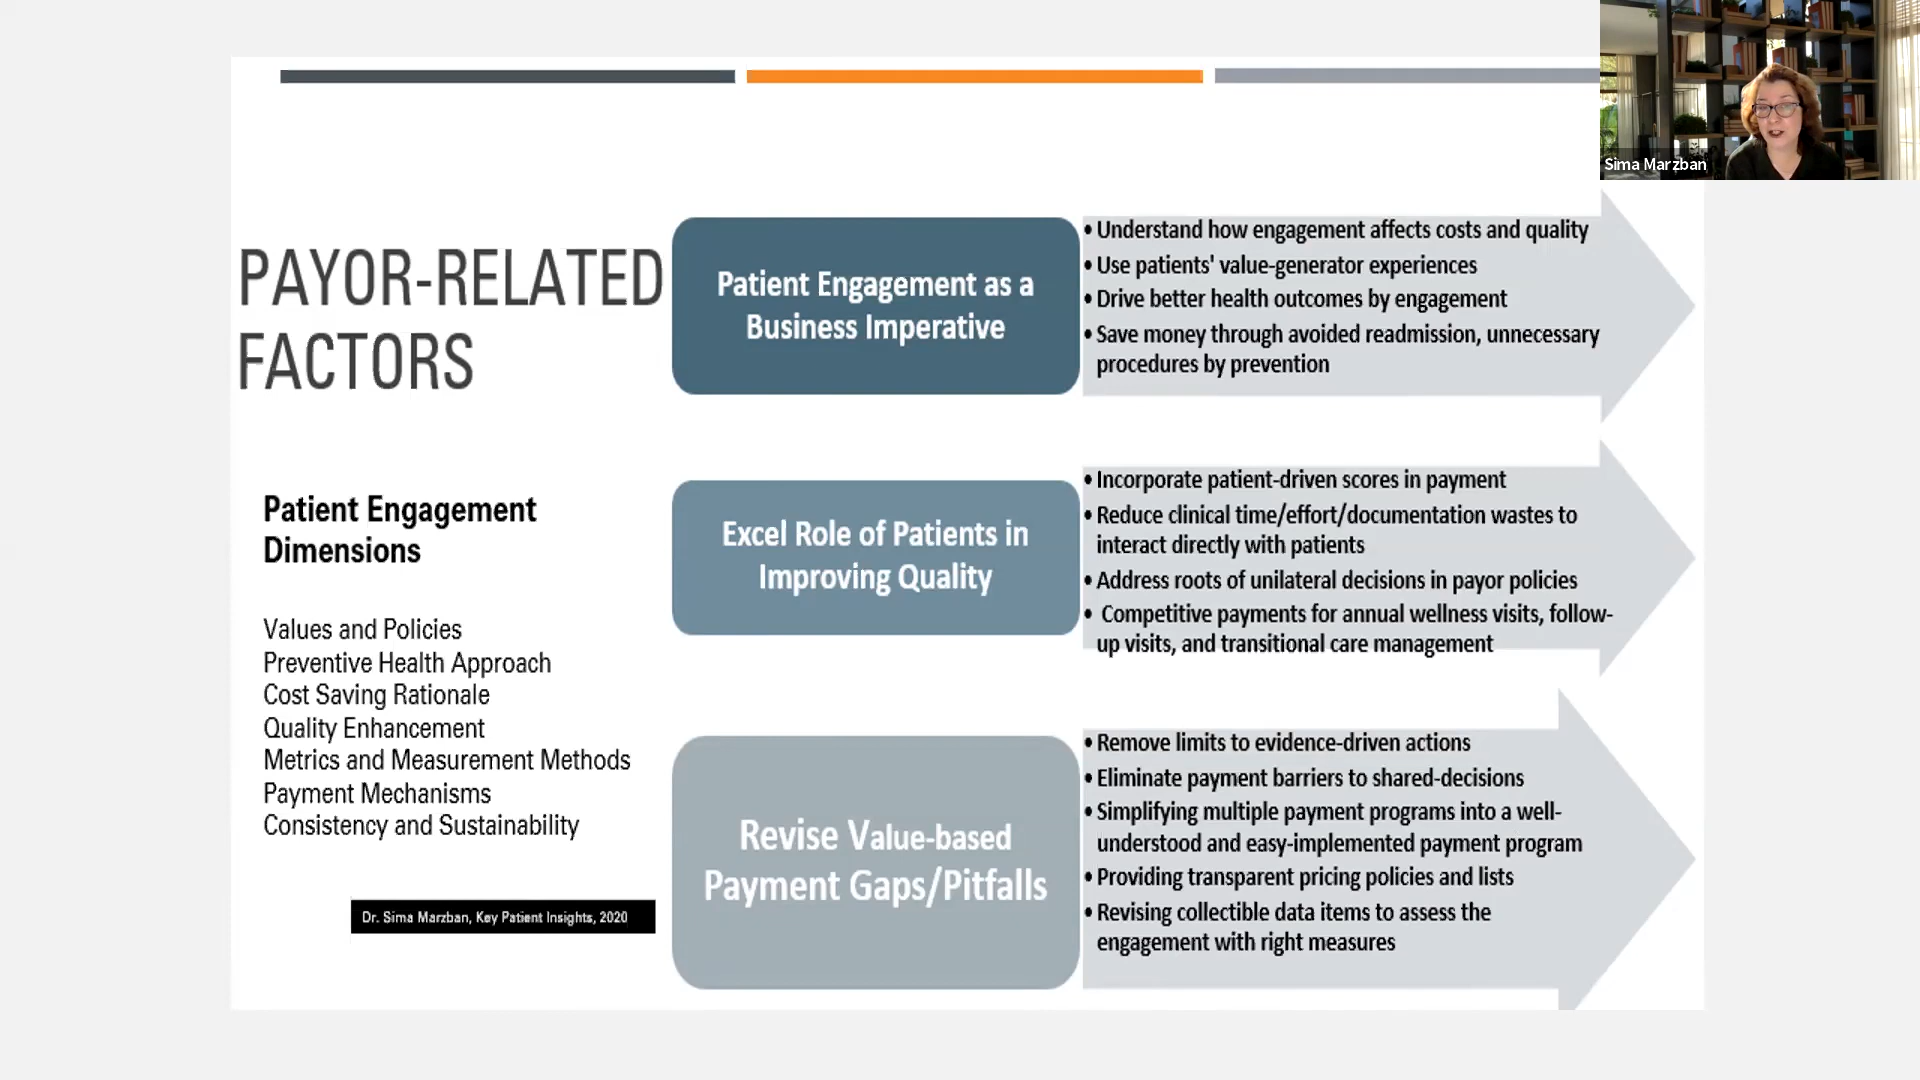 Sima Marzban
PAYOR-RELATED
FACTORS
Patient Engagement
Dimensions
Values and Policies
Preventive Health Approach
Cost Saving Rationale
Quality Enhancement
Metrics and Measurement Methods
Payment Mechanisms
Consistency and Sustainability
Dr. Sima Marzban, Key Patient Insights, 2020
Patient Engagement as a
Business Imperative
• Understand how engagement affects costs and quality
• Use patients' value-generator experiences
• Drive better health outcomes by engagement
• Save money through avoided readmission, unnecessary
procedures by prevention
Excel Role of Patients in
Improving Quality
• Incorporate patient-driven scores in payment
• Reduce clinical time/effort/documentation wastes to
interact directly with patients
• Address roots of unilateral decisions in payor policies
• Competitive payments for annual wellness visits, follow-
up visits, and transitional care management
Revise Value-based
Payment Gaps/Pitfalls
• Remove limits to evidence-driven actions
• Eliminate payment barriers to shared-decisions
• Simplifying multiple payment programs into a well-
understood and easy-implemented payment program
• Providing transparent pricing policies and lists
• Revising collectible data items to assess the
engagement with right measures